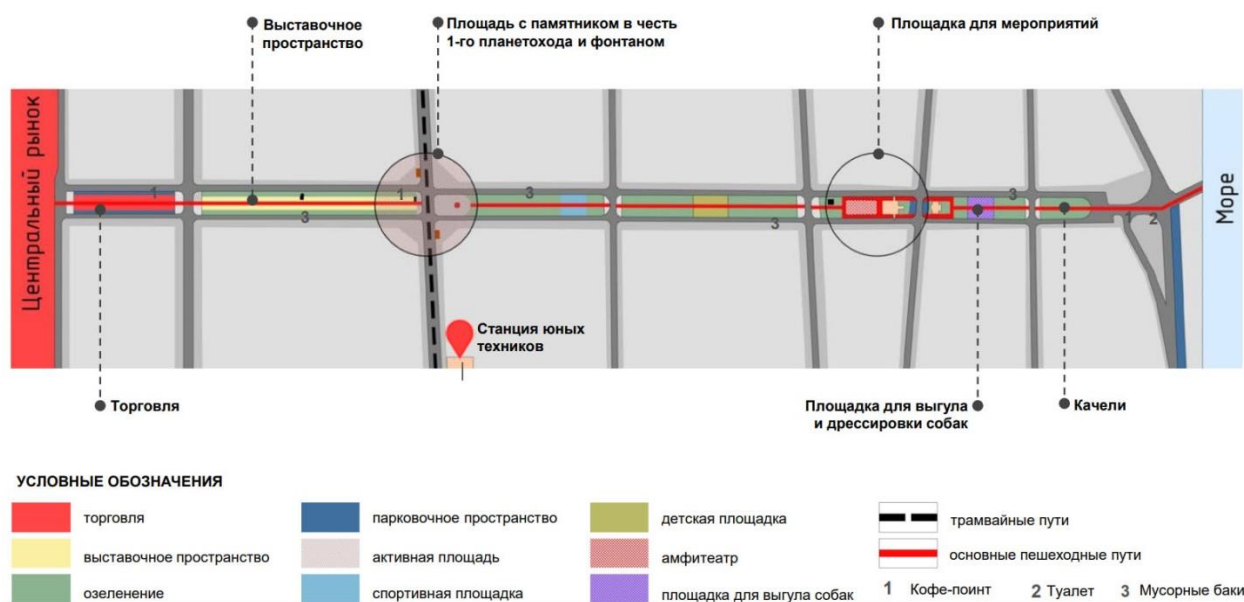 Выставочное
пространство
Площадь с памятником в честь
1-го планетохода и фонтаном
Площадка для мероприятий
Центральный рынок
1
3
1
3
3
3
1
2
Море
Станция юных
техников
Торговля
Площадка для выгула
и дрессировки собак
Качели
УСЛОВНЫЕ ОБОЗНАЧЕНИЯ
торговля
парковочное пространство
детская площадка
трамвайные пути
выставочное пространство
активная площадь
амфитеатр
основные пешеходные пути
озеленение
спортивная площадка
площадка для выгула собак
1 Кофе-поинт
2 Туалет
3 Мусорные баки